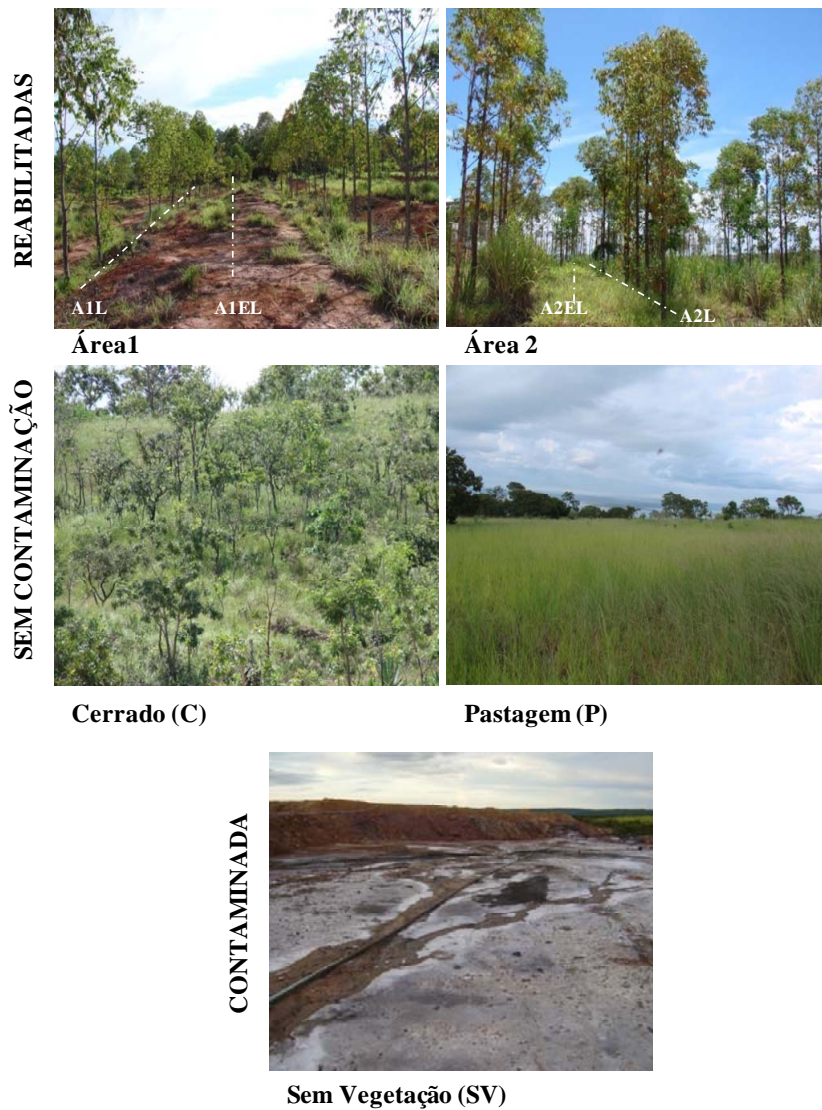 REABILITADAS
A1L
A1EL
A2EL
A2L
Área1
Área 2
SEM CONTAMINAÇÃO
Cerrado (C)
Pastagem (P)
CONTAMINADA
Sem Vegetação (SV)